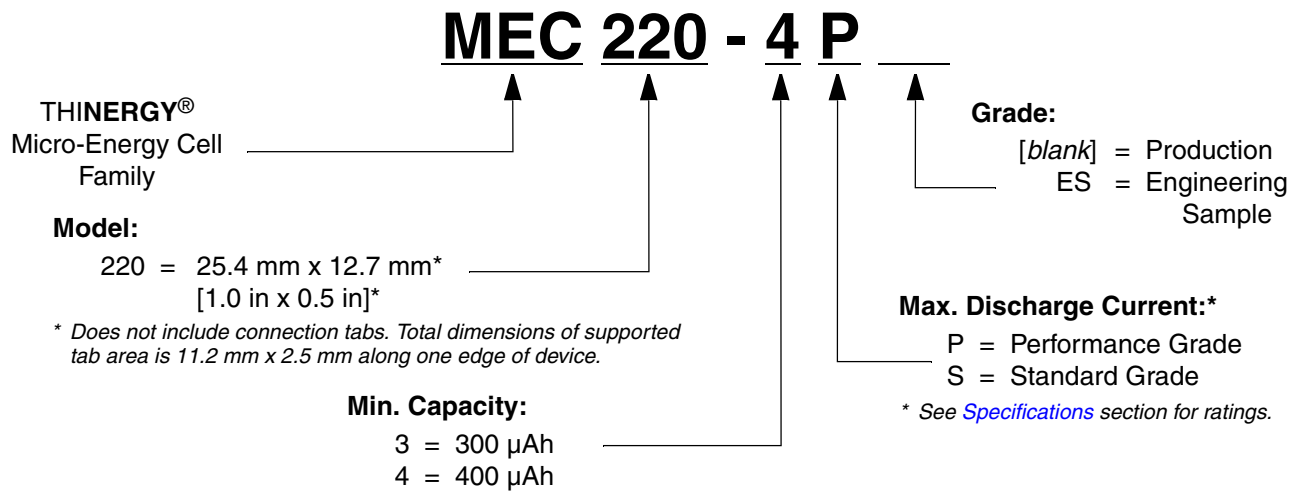 MEC 220 - 4 P
THINERGY®
Micro-Energy Cell
Family
Grade:
[blank] = Production
ES = Engineering
Sample
Model:
220 = 25.4 mm x 12.7 mm*
[1.0 in x 0.5 in]*
* Does not include connection tabs. Total dimensions of supported
tab area is 11.2 mm x 2.5 mm along one edge of device.
Max. Discharge Current:*
P = Performance Grade
S = Standard Grade
* See Specifications section for ratings.
Min. Capacity:
3 = 300 µAh
4 = 400 µAh